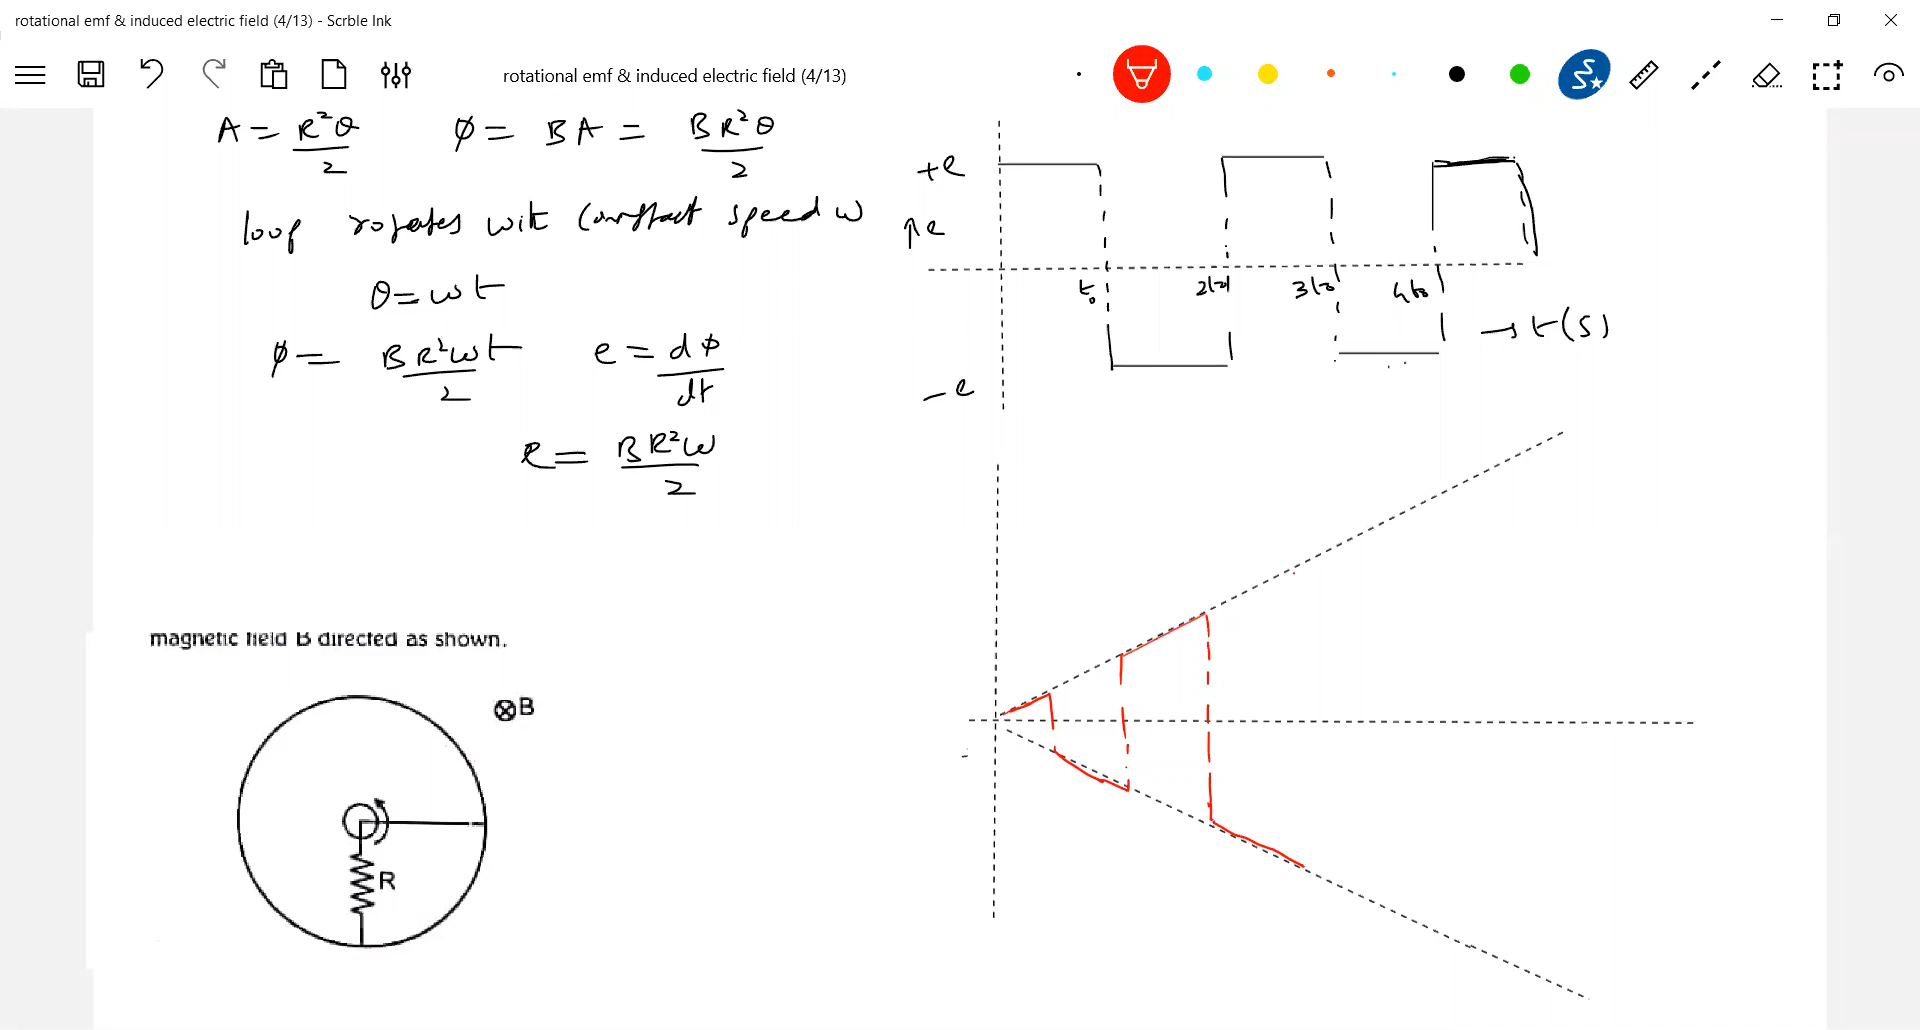 rotational emf & induced electric field (4/13) - Scrble Ink
rotational emf & induced electric field (4/13)
A = R²θ/2 φ = BA = BR²θ/2
loop rotates with constant speed ω
θ = ωt
φ = BR²ωt/2 e = dφ/dt
e = BR²ω/2
+e
↑e
t₀ 2t₀ 3t₀ 4t₀
→ t(s)
-e
magnetic field B directed as shown.
⊗B
R